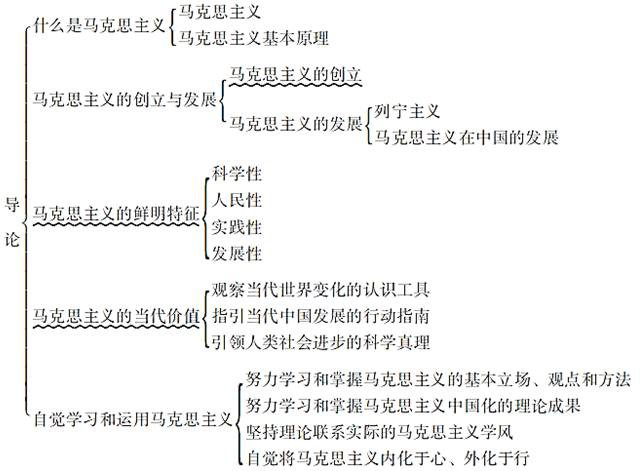 导论
什么是马克思主义
马克思主义
马克思主义基本原理
马克思主义的创立与发展
马克思主义的创立
马克思主义的发展
列宁主义
马克思主义在中国的发展
马克思主义的鲜明特征
科学性
人民性
实践性
发展性
马克思主义的当代价值
观察当代世界变化的认识工具
指引当代中国发展的行动指南
引领人类社会进步的科学真理
自觉学习和运用马克思主义
努力学习和掌握马克思主义的基本立场、观点和方法
努力学习和掌握马克思主义中国化的理论成果
坚持理论联系实际的马克思主义学风
自觉将马克思主义内化于心、外化于行